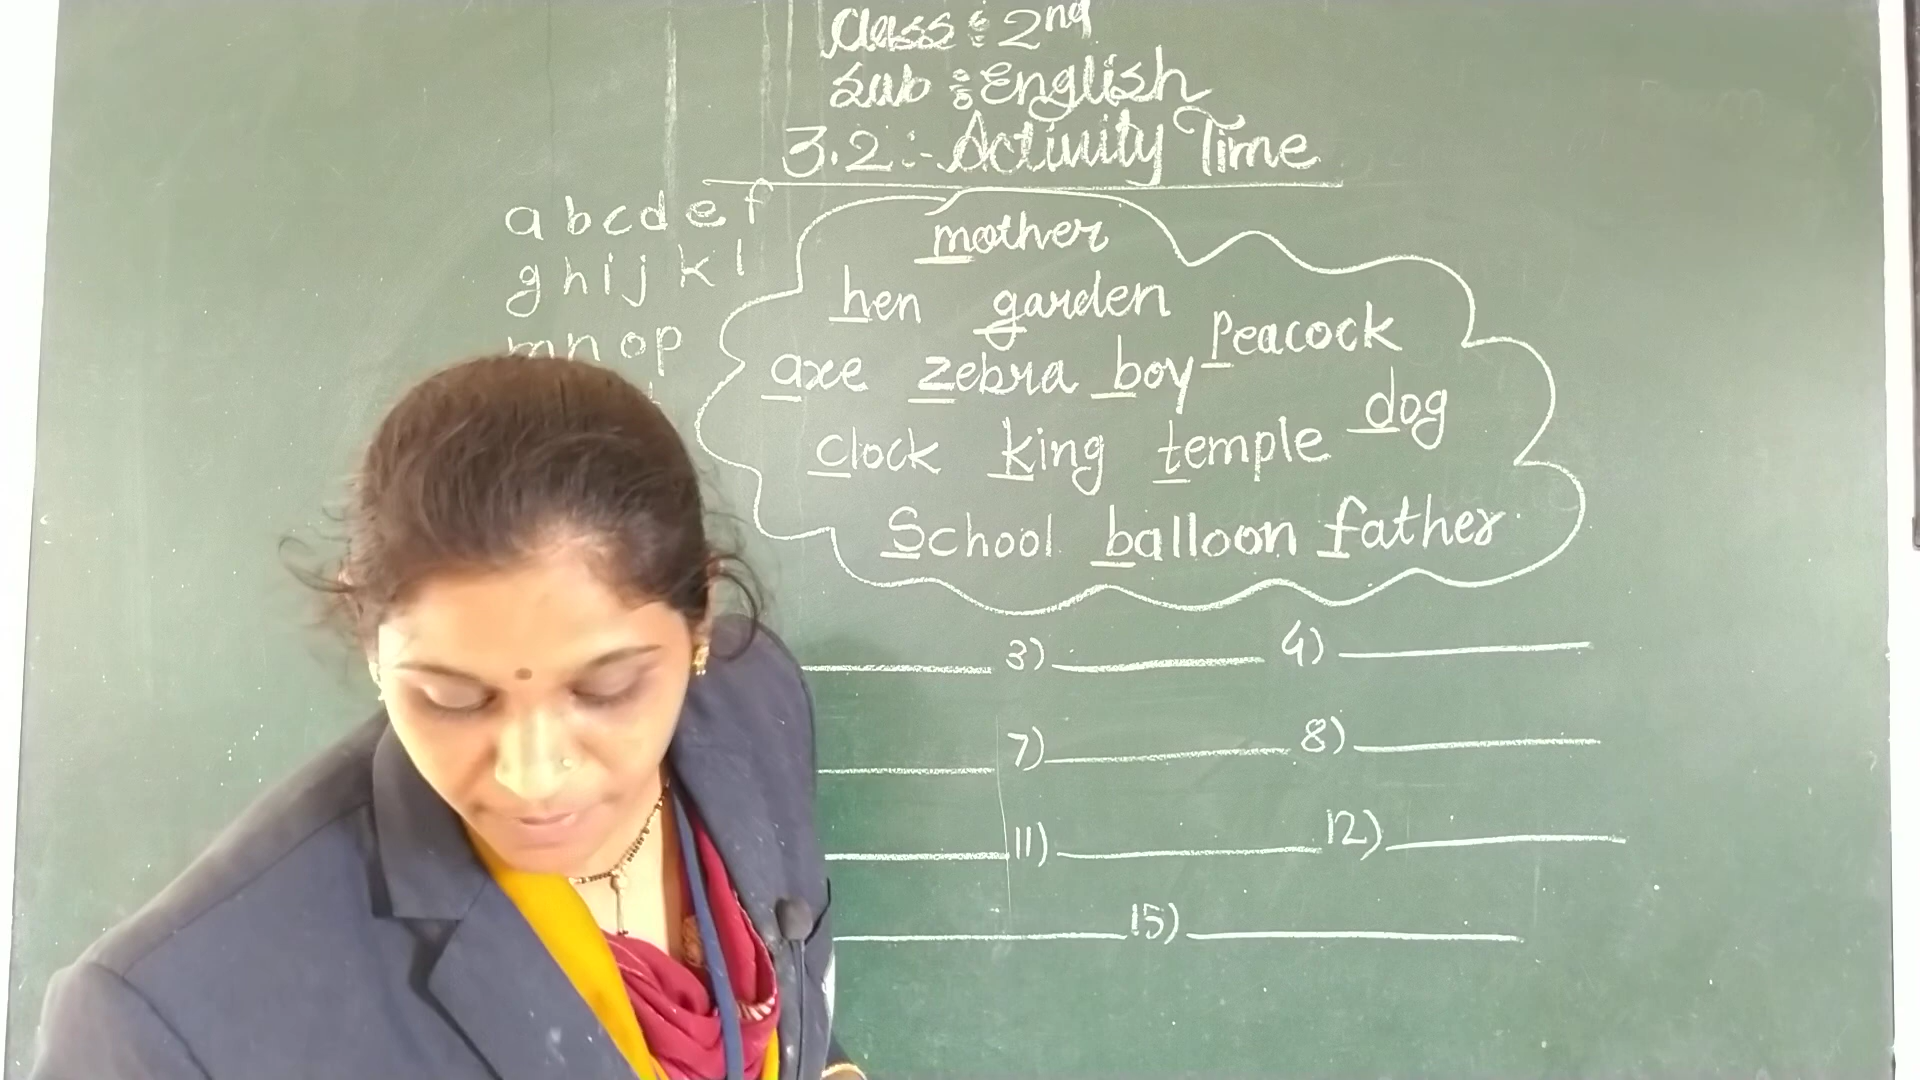 Class : 2nd
Sub : English
3.2 :- Activity Time
a b c d e f
g h i j k l
m n o p
mother
hen garden
Peacock
axe zebra boy
dog
clock king temple
School balloon father
3) 4)
7) 8)
11) 12)
15)